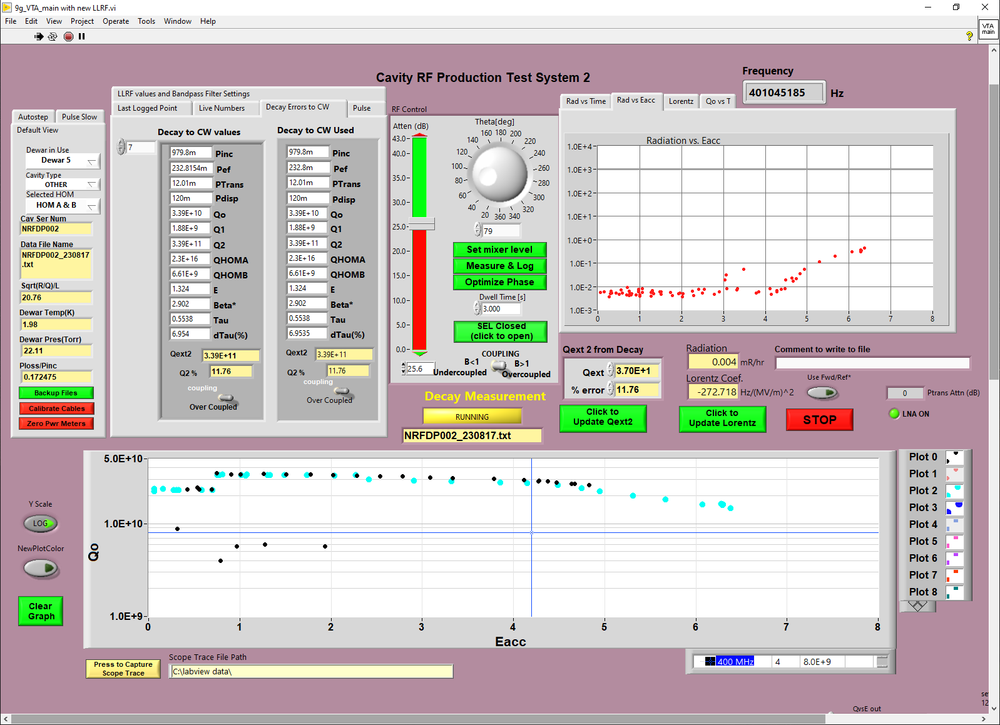 9g_VTA_main with new LLRF.vi
File Edit View Project Operate Tools Window Help
VTA
main
Cavity RF Production Test System 2
Frequency
401045185 Hz
Autostep Pulse Slow
Default View
Dewar in Use
Dewar 5
Cavity Type
OTHER
Selected HOM
HOM A & B
Cav Ser Num
NRFDP002
Data File Name
NRFDP002_230817
.txt
Sqrt(R/Q)/L
20.76
Dewar Temp(K)
1.98
Dewar Pres(Torr)
22.11
Ploss/Pinc
0.172475
Backup Files
Calibrate Cables
Zero Pwr Meters
LLRF values and Bandpass Filter Settings
Last Logged Point Live Numbers Decay Errors to CW Pulse
Decay to CW values
7
979.8m Pinc
232.8154m Pef
12.01m PTrans
120m Pdisp
3.39E+10 Qo
1.88E+9 Q1
3.39E+11 Q2
2.3E+16 QHOMA
6.61E+9 QHOMB
1.324 E
2.902 Beta*
0.5538 Tau
6.954 dTau(%)
Qext2 3.39E+11
Q2 % 11.76
coupling
Over Coupled
Decay to CW Used
979.8m Pinc
232.8m Pef
12.01m PTrans
120m Pdisp
3.39E+10 Qo
1.88E+9 Q1
3.39E+11 Q2
2.3E+16 QHOMA
6.61E+9 QHOMB
1.324 E
2.902 Beta*
0.5538 Tau
6.9535 dTau(%)
Qext2 3.39E+11
Q2 % 11.76
coupling
Over Coupled
RF Control
Atten (dB)
43.0
40.0
35.0
30.0
25.0
20.0
15.0
10.0
5.0
0.0
25.6
Theta[deg]
160 180 200
140 220
120 240
100 260
80 280
60 300
40 320
20 360 340
79
Set mixer level
Measure & Log
Optimize Phase
Dwell Time [s]
3.000
SEL Closed
(click to open)
COUPLING
B<1 B>1
Undercoupled Overcoupled
Decay Measurement
RUNNING
NRFDP002_230817.txt
Rad vs Time Rad vs Eacc Lorentz Qo vs T
Radiation vs. Eacc
1.0E+4
1.0E+3
1.0E+2
1.0E+1
1.0E+0
1.0E-1
1.0E-2
1.0E-3
0 1 2 3 4 5 6 7 8
Qext 2 from Decay
Qext 3.70E+1
% error 11.76
Click to
Update Qext2
Radiation
0.004 mR/hr
Lorentz Coef.
-272.718 Hz/(MV/m)^2
Click to
Update Lorentz
Comment to write to file
Use Fwd/Ref*
STOP
0 Ptrans Attn (dB)
LNA ON
Y Scale
LOG
NewPlotColor
Clear
Graph
Qo
5.0E+10
1.0E+10
1.0E+9
0 1 2 3 4 5 6 7 8
Eacc
Plot 0
Plot 1
Plot 2
Plot 3
Plot 4
Plot 5
Plot 6
Plot 7
Plot 8
Press to Capture
Scope Trace
Scope Trace File Path
C:\labview data\
400 MHz 4 8.0E+9
QvsE out
se
12